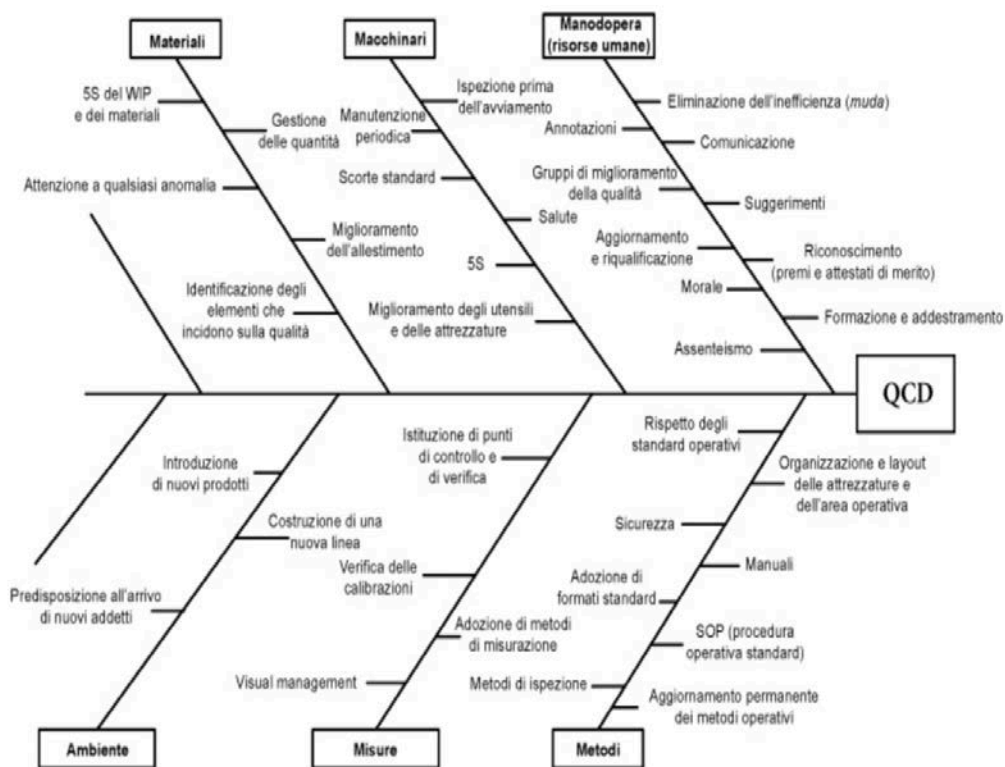 Materiali
Macchinari
Manodopera
(risorse umane)
5S del WIP
e dei materiali
Gestione
delle quantità
Attenzione a qualsiasi anomalia
Miglioramento
dell'allestimento
Identificazione degli
elementi che
incidono sulla qualità
Ispezione prima
dell'avviamento
Manutenzione
periodica
Scorte standard
Salute
5S
Miglioramento degli utensili
e delle attrezzature
Eliminazione dell'inefficienza (muda)
Annotazioni
Comunicazione
Gruppi di miglioramento
della qualità
Suggerimenti
Aggiornamento
e riqualificazione
Riconoscimento
(premi e attestati di merito)
Morale
Formazione e addestramento
Assenteismo
QCD
Introduzione
di nuovi prodotti
Costruzione di una
nuova linea
Predisposizione all'arrivo
di nuovi addetti
Istituzione di punti
di controllo e
di verifica
Verifica delle
calibrazioni
Adozione di metodi
di misurazione
Visual management
Rispetto degli
standard operativi
Organizzazione e layout
delle attrezzature e
dell'area operativa
Sicurezza
Manuali
Adozione di
formati standard
SOP (procedura
operativa standard)
Metodi di ispezione
Aggiornamento permanente
dei metodi operativi
Ambiente
Misure
Metodi